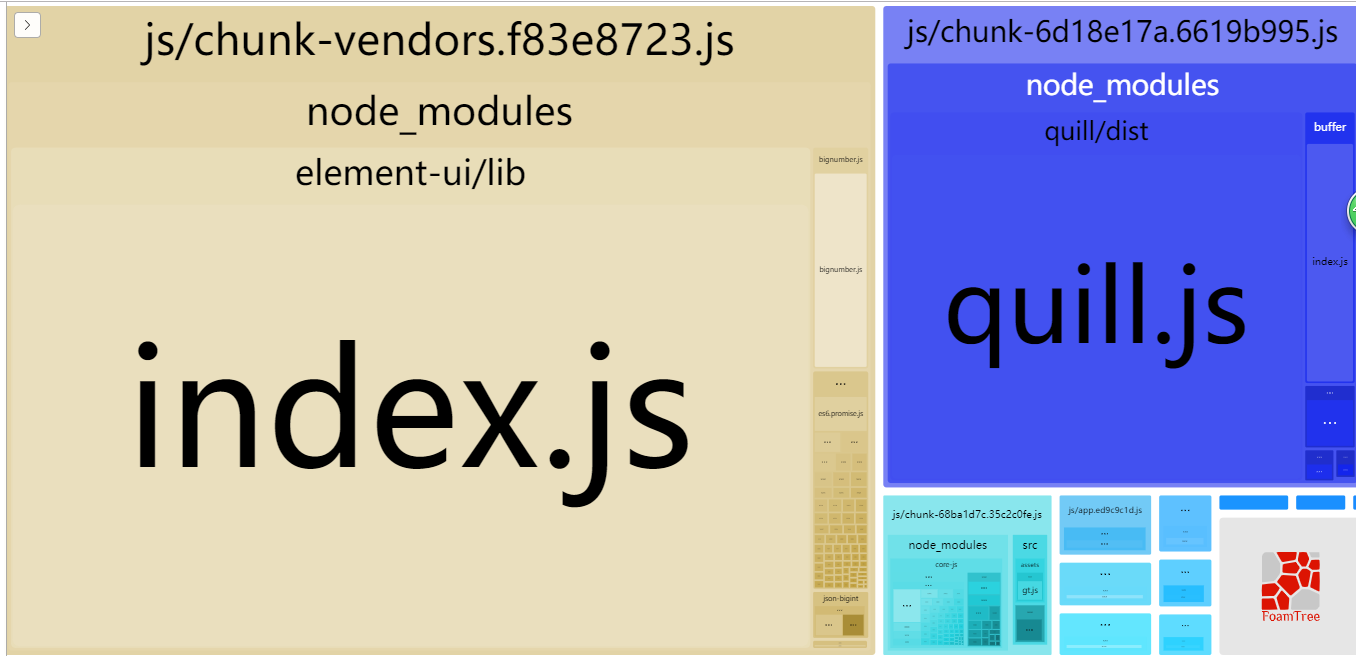 js/chunk-vendors.f83e8723.js
node_modules
element-ui/lib
index.js
bignumber.js
bignumber.js
...
es6.promise.js
json-bigint
js/chunk-6d18e17a.6619b995.js
node_modules
quill/dist
quill.js
buffer
index.js
...
js/chunk-68ba1d7c.35c2c0fe.js
node_modules
core-js
...
src
assets
gt.js
...
js/app.ed9c9c1d.js
...
...
...
...
...
...
FoamTree